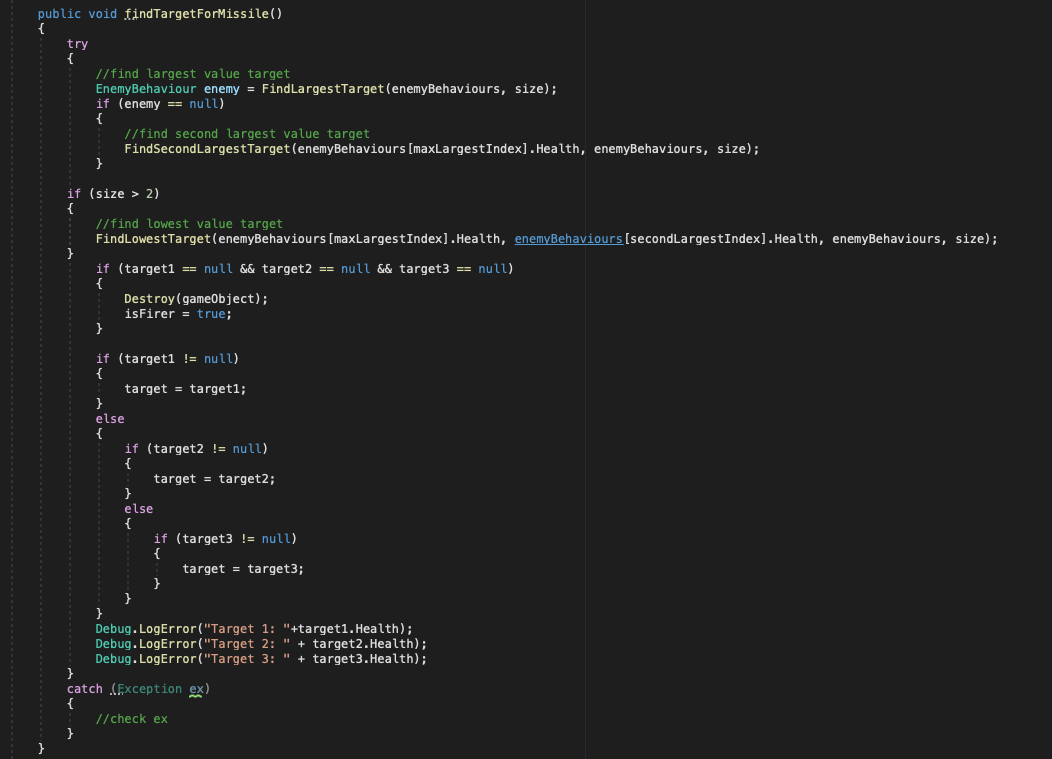 public void findTargetForMissile()
{
try
{
//find largest value target
EnemyBehaviour enemy = FindLargestTarget(enemyBehaviours, size);
if (enemy == null)
{
//find second largest value target
FindSecondLargestTarget(enemyBehaviours[maxLargestIndex].Health, enemyBehaviours, size);
}
if (size > 2)
{
//find lowest value target
FindLowestTarget(enemyBehaviours[maxLargestIndex].Health, enemyBehaviours[secondLargestIndex].Health, enemyBehaviours, size);
}
if (target1 == null && target2 == null && target3 == null)
{
Destroy(gameObject);
isFirer = true;
}
if (target1 != null)
{
target = target1;
}
else
{
if (target2 != null)
{
target = target2;
}
else
{
if (target3 != null)
{
target = target3;
}
}
}
Debug.LogError("Target 1: "+target1.Health);
Debug.LogError("Target 2: " + target2.Health);
Debug.LogError("Target 3: " + target3.Health);
}
catch (Exception ex)
{
//check ex
}
}